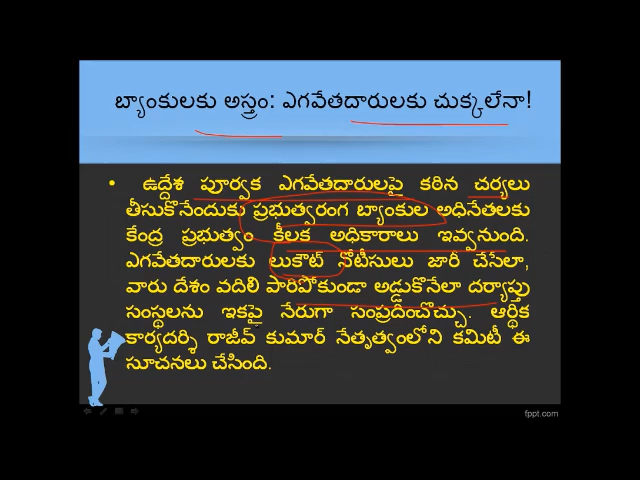 బ్యాంకులకు అస్త్రం: ఎగవేతదారులకు చుక్కలేనా!
• ఉద్దేశ పూర్వక ఎగవేతదారులపై కఠిన చర్యలు
తీసుకొనేందుకు ప్రభుత్వరంగ బ్యాంకుల అధినేతలకు
కేంద్ర ప్రభుత్వం కీలక అధికారాలు ఇవ్వనుంది.
ఎగవేతదారులకు లుకౌట్ నోటీసులు జారీ చేసేలా,
వారు దేశం వదిలి పారిపోకుండా అడ్డుకొనేలా దర్యాప్తు
సంస్థలను ఇకపై నేరుగా సంప్రదించొచ్చు. ఆర్థిక
కార్యదర్శి రాజీవ్ కుమార్ నేతృత్వంలోని కమిటీ ఈ
సూచనలు చేసింది.
fppt.com